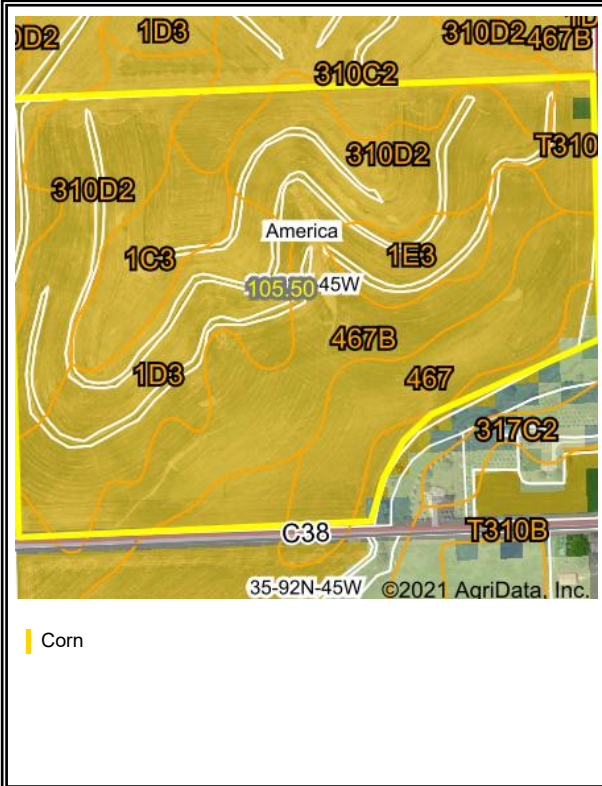 0D2
1D3
310D2
467B
310C2
310D2
T310
310D2
America
1C3
1E3
105.50
-45W
467B
1D3
467
317C2
C38
T310B
35-92N-45W
©2021 AgriData, Inc.
Corn